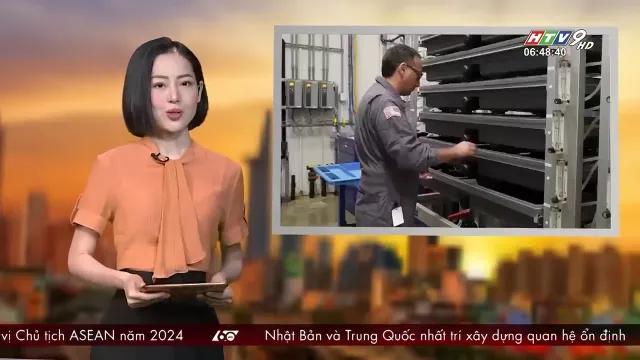 HTV9 HD
06:48:40
vị Chủ tịch ASEAN năm 2024 60 Nhật Bản và Trung Quốc nhất trí xây dựng quan hệ ổn định